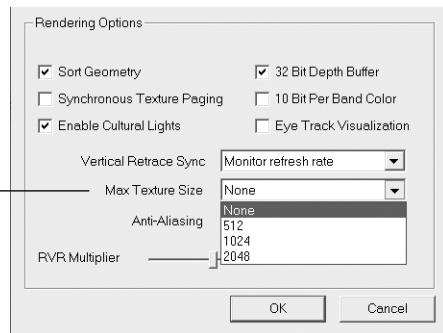 Rendering Options
Sort Geometry
32 Bit Depth Buffer
Synchronous Texture Paging
10 Bit Per Band Color
Enable Cultural Lights
Eye Track Visualization
Vertical Retrace Sync
Monitor refresh rate
Max Texture Size
None
None
Anti-Aliasing
512
1024
RVR Multiplier
2048
OK
Cancel